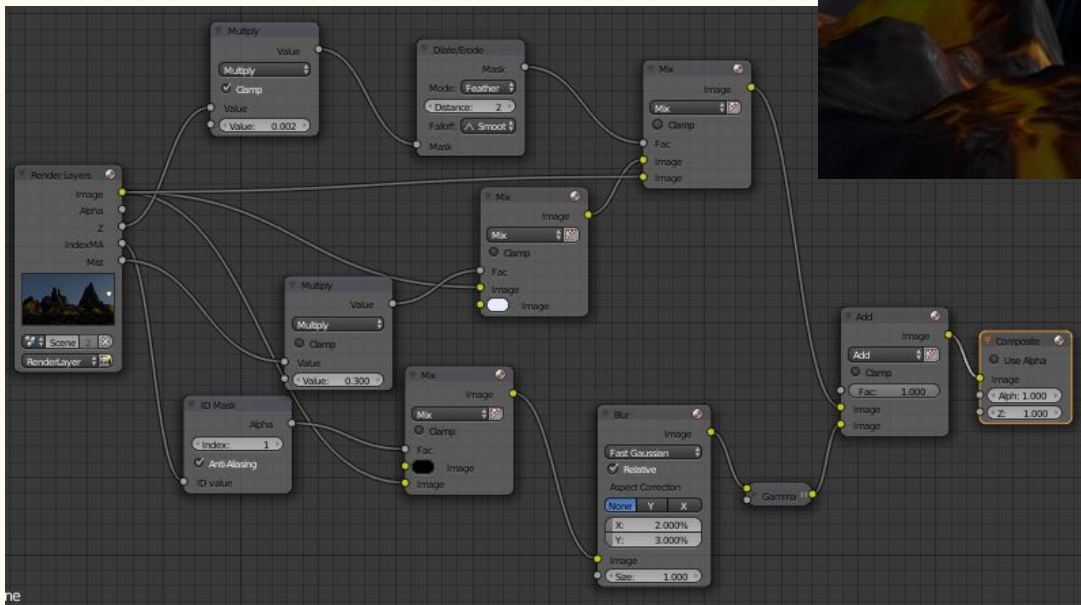 Multiply
Value
Multiply
Clamp
Value
Value: 0.002
Dilate/Erode
Mask
Mode: Feather
Distance: 2
Falloff: Smoot
Mask
Mix
Image
Mix
Clamp
Fac
Image
Image
Render Layers
Image
Alpha
Z
IndexMA
Mist
Scene 2
RenderLayer
Mix
Image
Mix
Clamp
Fac
Image
Image
Multiply
Value
Multiply
Clamp
Value
Value: 0.300
ID Mask
Alpha
Index: 1
Anti-Aliasing
ID value
Mix
Image
Mix
Clamp
Fac
Image
Image
Blur
Image
Fast Gaussian
Relative
Aspect Correction
None Y X
X: 2.000%
Y: 3.000%
Image
Size: 1.000
Gamma
Add
Image
Add
Clamp
Fac: 1.000
Image
Image
Composite
Use Alpha
Image
Alph: 1.000
Z: 1.000
ne